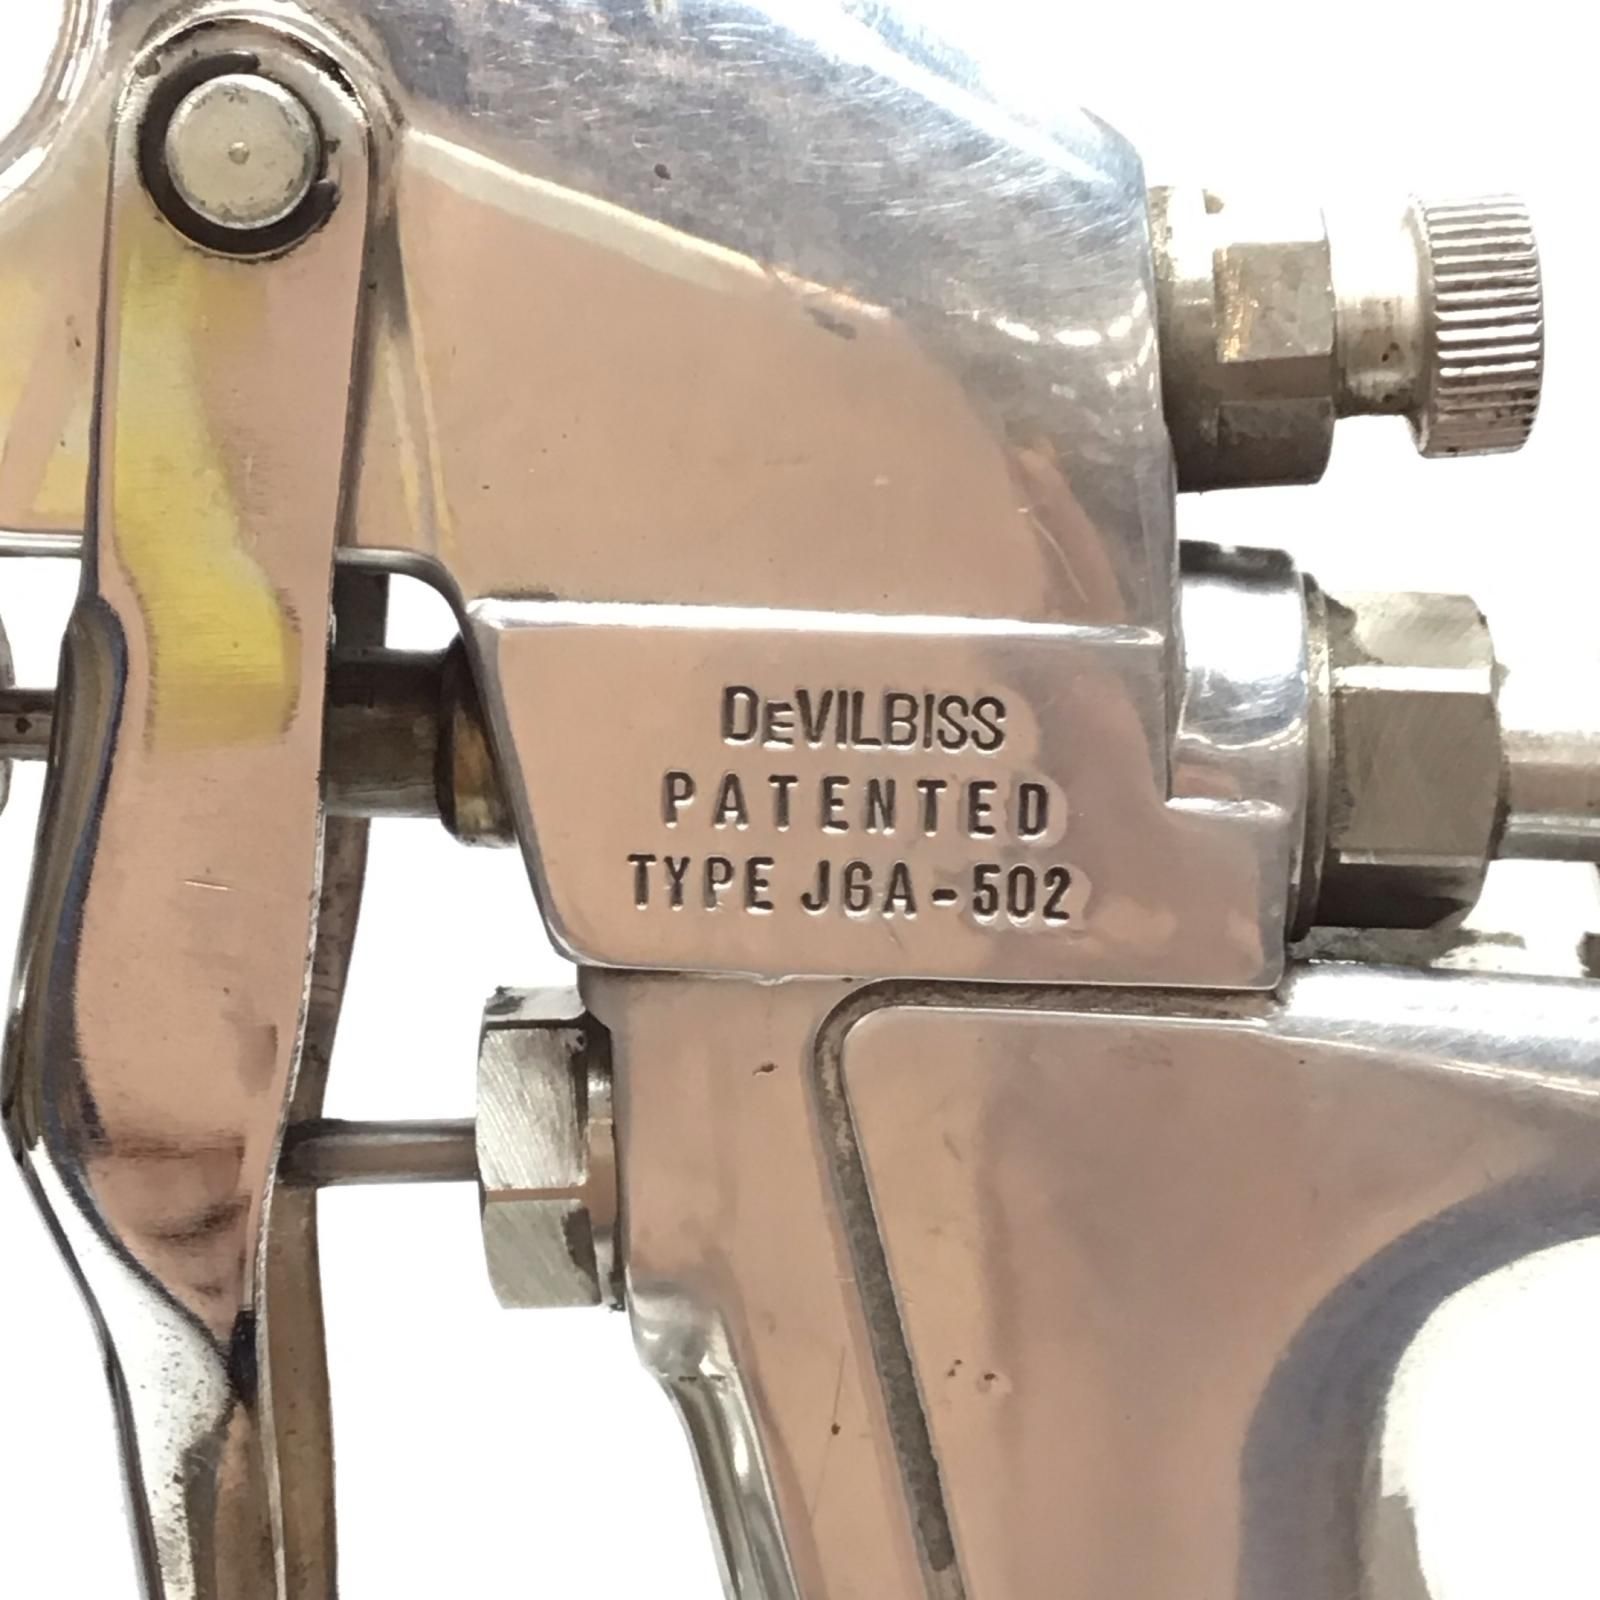 DeVILBISS
PATENTED
TYPE JGA-502